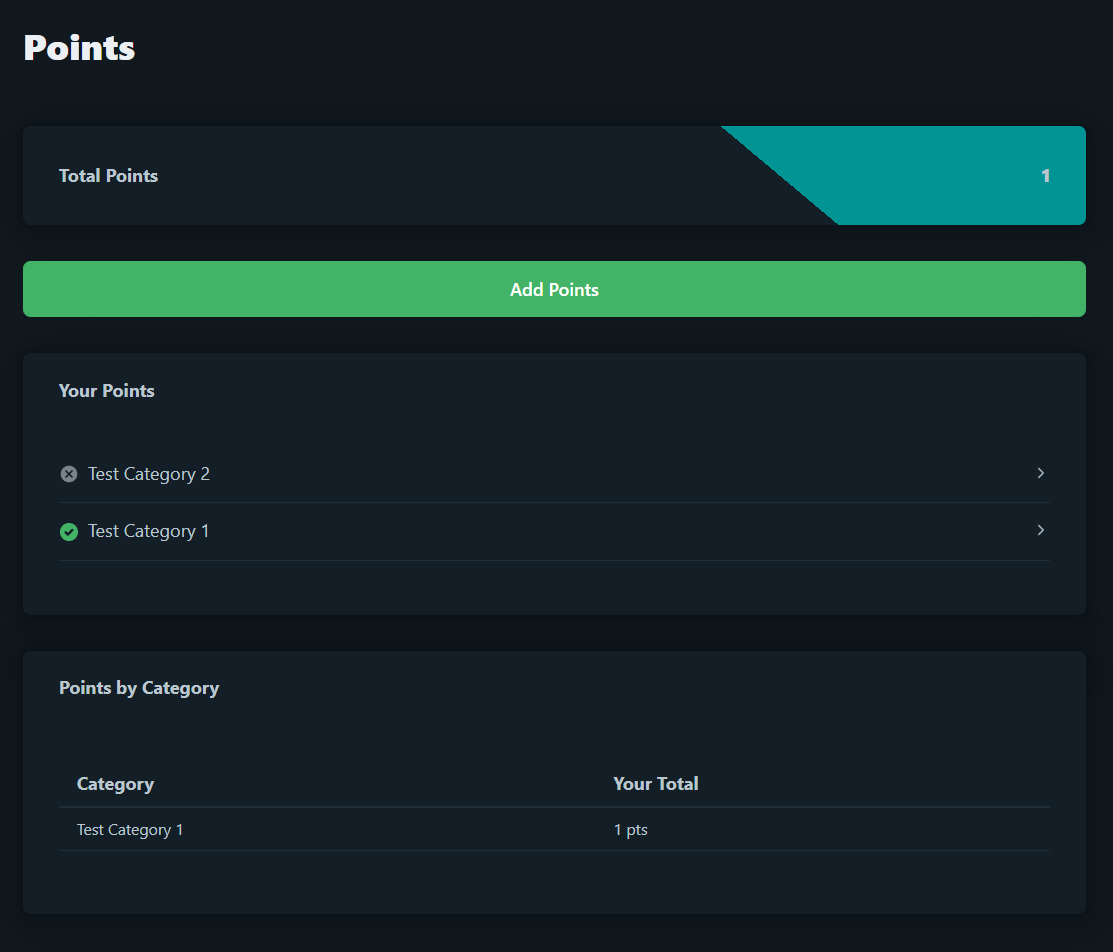 Points
Total Points 1
Add Points
Your Points
Test Category 2
Test Category 1
Points by Category
Category Your Total
Test Category 1 1 pts